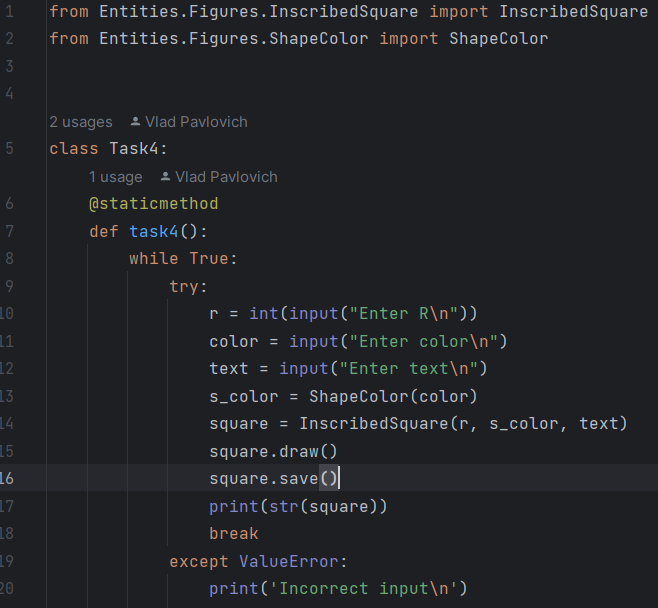 1 from Entities.Figures.InscribedSquare import InscribedSquare
2 from Entities.Figures.ShapeColor import ShapeColor
3
4
2 usages Vlad Pavlovich
5 class Task4:
1 usage Vlad Pavlovich
6 @staticmethod
7 def task4():
8 while True:
9 try:
10 r = int(input("Enter R\n"))
11 color = input("Enter color\n")
12 text = input("Enter text\n")
13 s_color = ShapeColor(color)
14 square = InscribedSquare(r, s_color, text)
15 square.draw()
16 square.save()
17 print(str(square))
18 break
19 except ValueError:
20 print('Incorrect input\n')